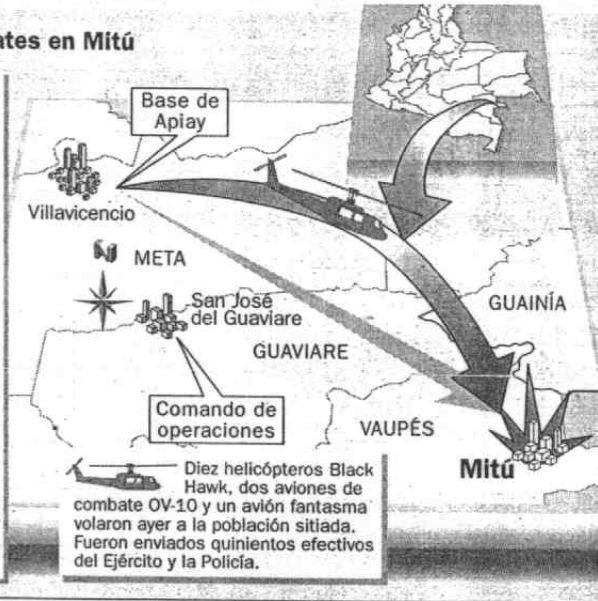 en Mitú
Base de
Apiay
Villavicencio
N
META
San José
del Guaviare
GUAINÍA
GUAVIARE
Comando de
operaciones
VAUPÉS
Mitú
Diez helicópteros Black
Hawk, dos aviones de
combate OV-10 y un avión fantasma
volaron ayer a la población sitiada.
Fueron enviados quinientos efectivos
del Ejército y la Policía.